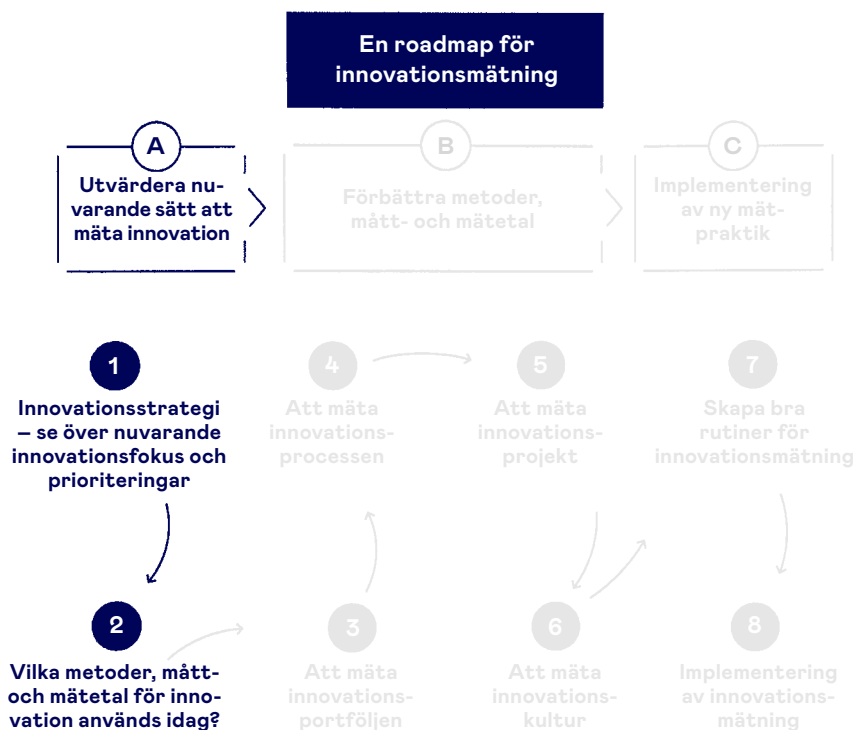 En roadmap för
innovationsmätning
A
Utvärdera nu-
varande sätt att
mäta innovation
B
Förbättra metoder,
mått- och mätetal
C
Implementering
av ny mät-
praktik
1
Innovationsstrategi
– se över nuvarande
innovationsfokus och
prioriteringar
2
Vilka metoder, mått-
och mätetal för inno-
vation används idag?
3
Att mäta
innovations-
portföljen
4
Att mäta
innovations-
processen
5
Att mäta
innovations-
projekt
6
Att mäta
innovations-
kultur
7
Skapa bra
rutiner för
innovationsmätning
8
Implementering
av innovations-
mätning